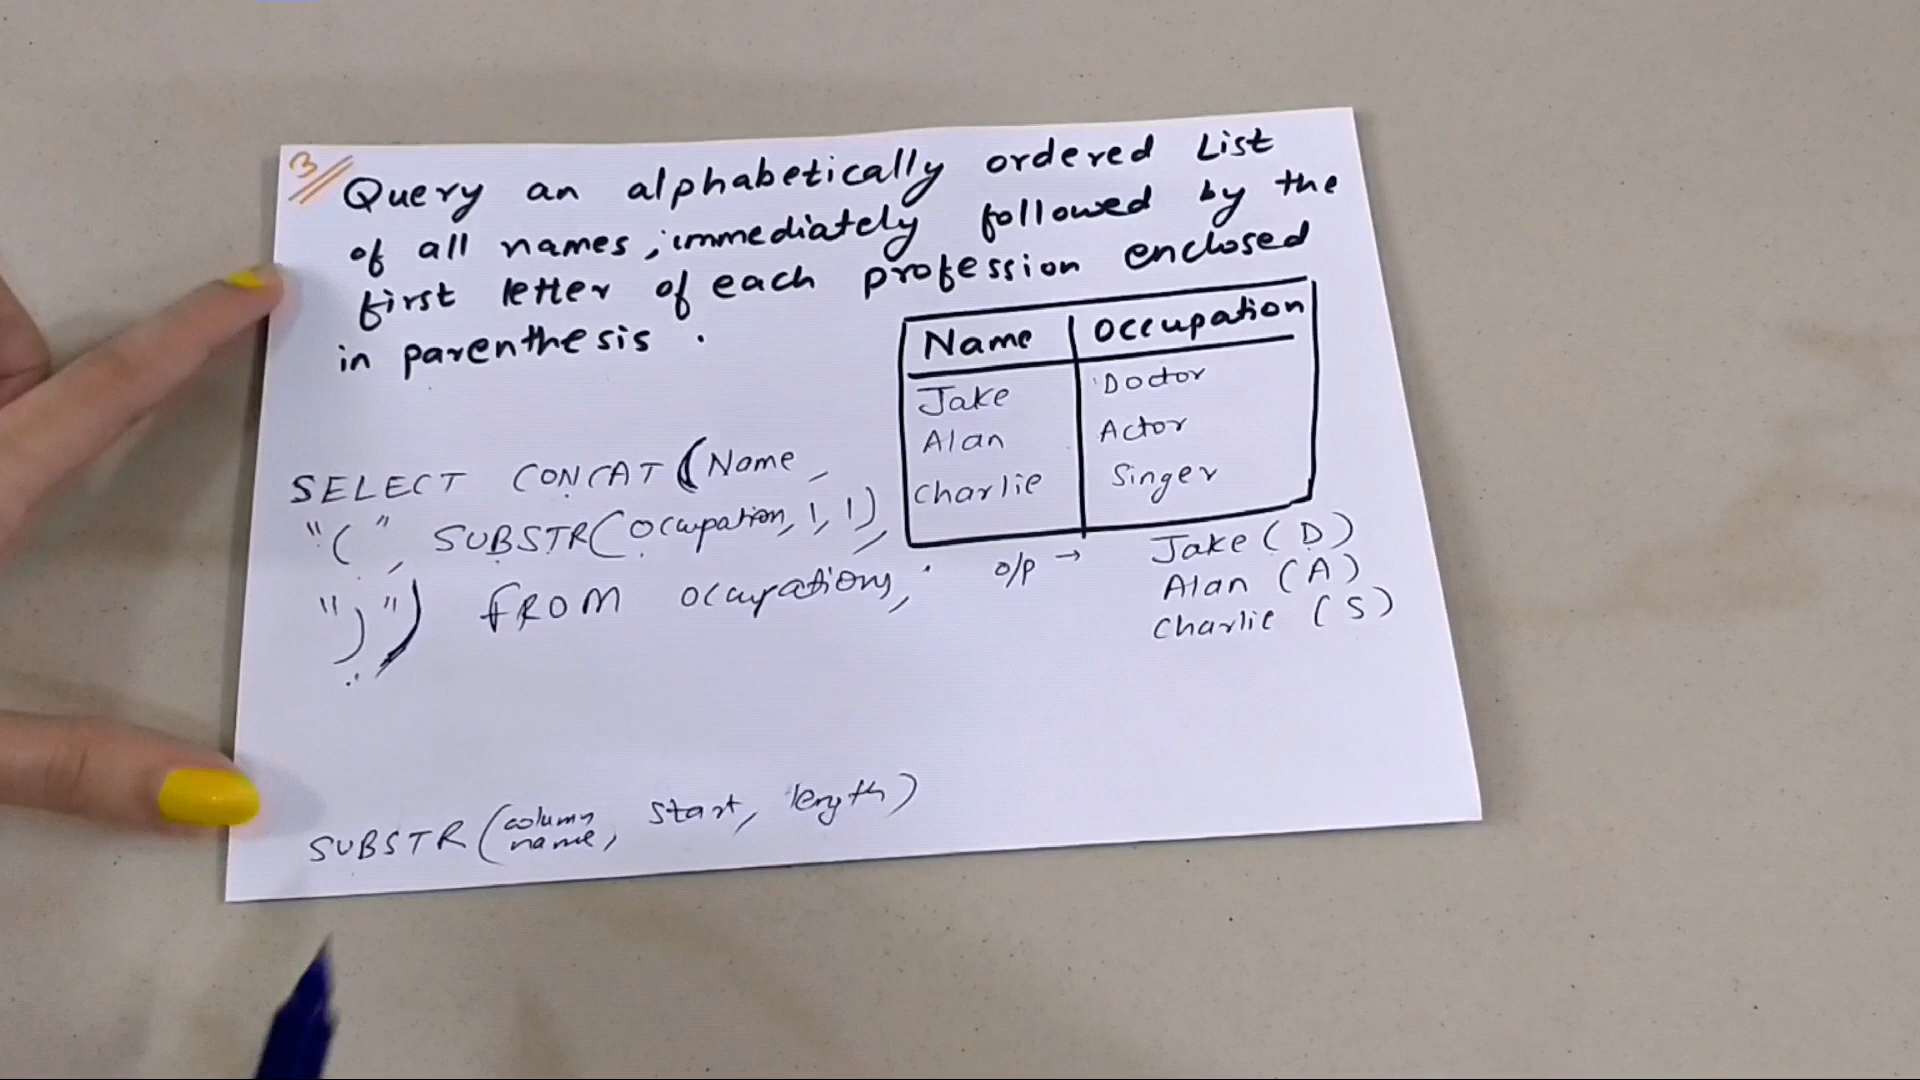 3
Query an alphabetically ordered List
of all names, immediately followed by the
first letter of each profession enclosed
in parenthesis.
Name | Occupation
Jake Doctor
Alan Actor
Charlie Singer
SELECT CONCAT(Name,
"(", SUBSTR(Occupation, 1, 1),
")") FROM occupations;
o/p → Jake (D)
Alan (A)
Charlie (S)
SUBSTR (column name, start, length)